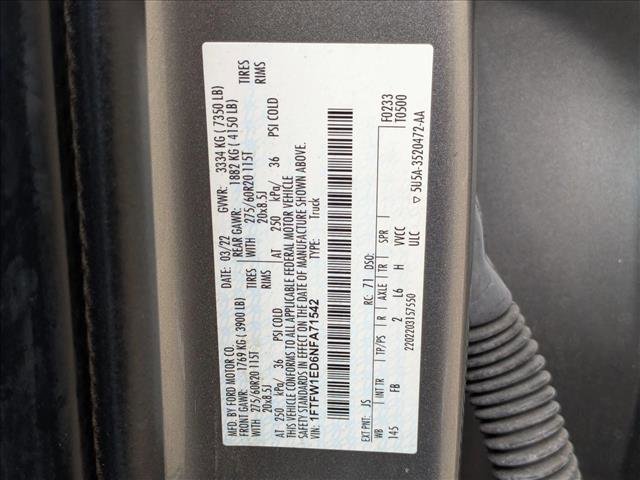 MFD. BY FORD MOTOR CO.
DATE: 03/22 GVWR: 3334 KG ( 7350 LB)
FRONT GAWR: 1769 KG ( 3900 LB) REAR GAWR: 1882 KG ( 4150 LB)
WITH 275/60R20 115T TIRES WITH 275/60R20 115T TIRES
20x8.5J RIMS 20x8.5J RIMS
AT 250 kPa/ 36 PSI COLD AT 250 kPa/ 36 PSI COLD
THIS VEHICLE CONFORMS TO ALL APPLICABLE FEDERAL MOTOR VEHICLE
SAFETY STANDARDS IN EFFECT ON THE DATE OF MANUFACTURE SHOWN ABOVE.
VIN: 1FTFW1ED6NFA71542 Truck
EXT PNT: JS RC: 71 DSO: F0233
WB INT TR TP/PS R AXLE TR SPR T0500
145 FB 2 L6 H VVCC
2202203157550 ULC ▽ 5U5A-3520472-AA